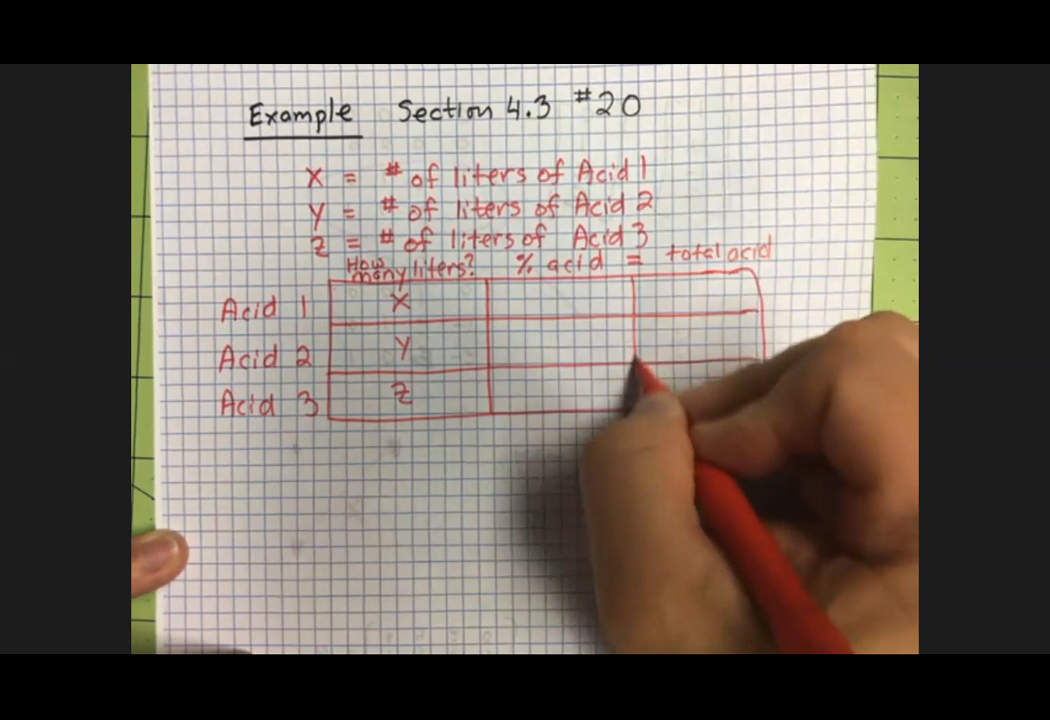 Example Section 4.3 #20
X = # of liters of Acid 1
Y = # of liters of Acid 2
Z = # of liters of Acid 3
How many liters? % acid = total acid
Acid 1 X
Acid 2 Y
Acid 3 Z